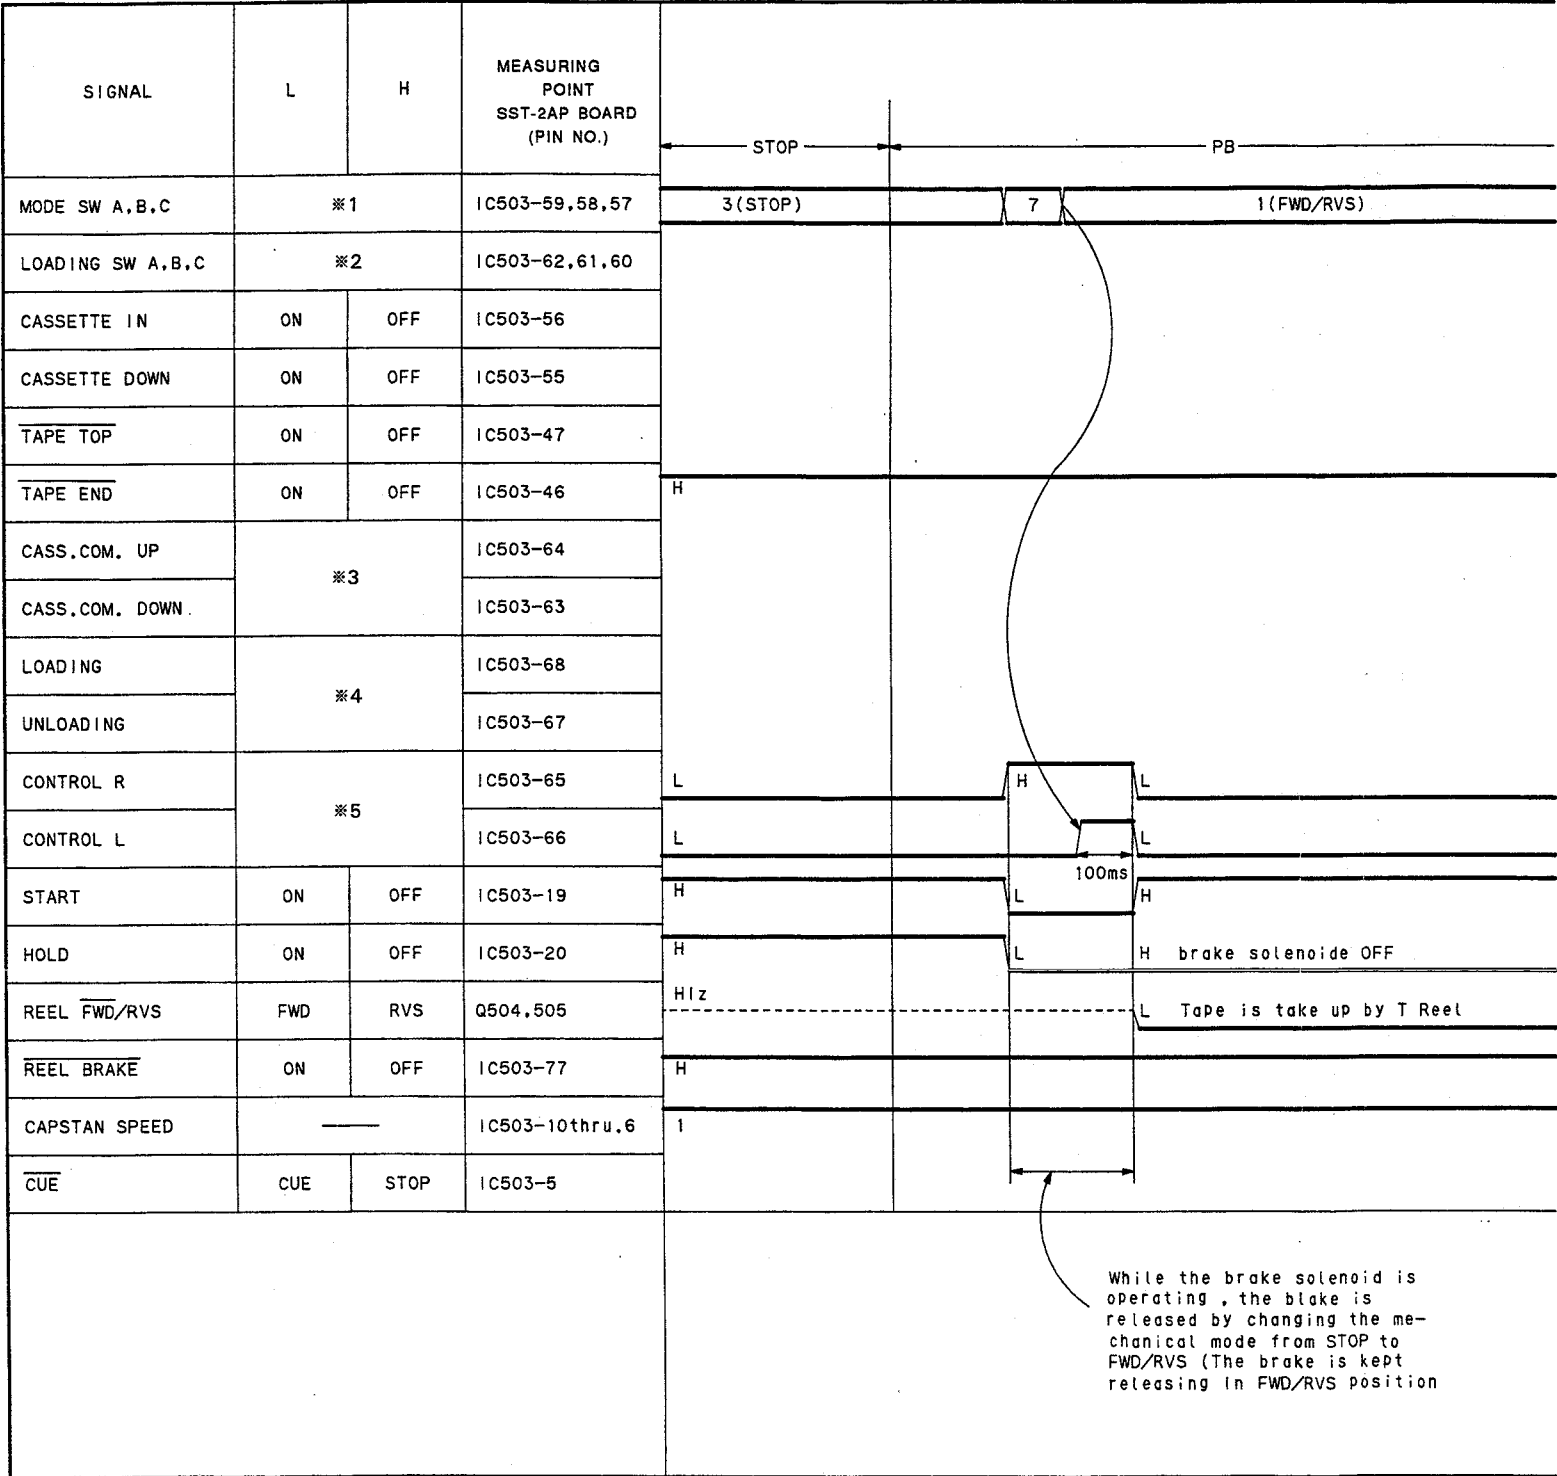 SIGNAL L H MEASURING
POINT
SST-2AP BOARD
(PIN NO.)
STOP PB
MODE SW A,B,C ※1 IC503-59,58,57 3(STOP) 7 1(FWD/RVS)
LOADING SW A,B,C ※2 IC503-62,61,60
CASSETTE IN ON OFF IC503-56
CASSETTE DOWN ON OFF IC503-55
TAPE TOP ON OFF IC503-47
TAPE END ON OFF IC503-46 H
CASS.COM. UP IC503-64
※3
CASS.COM. DOWN IC503-63
LOADING IC503-68
※4
UNLOADING IC503-67
CONTROL R IC503-65 L H L
※5
CONTROL L IC503-66 L L
100ms
START ON OFF IC503-19 H L H
HOLD ON OFF IC503-20 H L H brake solenoide OFF
REEL FWD/RVS FWD RVS Q504,505 HIz L Tape is take up by T Reel
REEL BRAKE ON OFF IC503-77 H
CAPSTAN SPEED — IC503-10thru,6 1
CUE CUE STOP IC503-5
While the brake solenoid is
operating , the blake is
released by changing the me-
chanical mode from STOP to
FWD/RVS (The brake is kept
releasing in FWD/RVS position